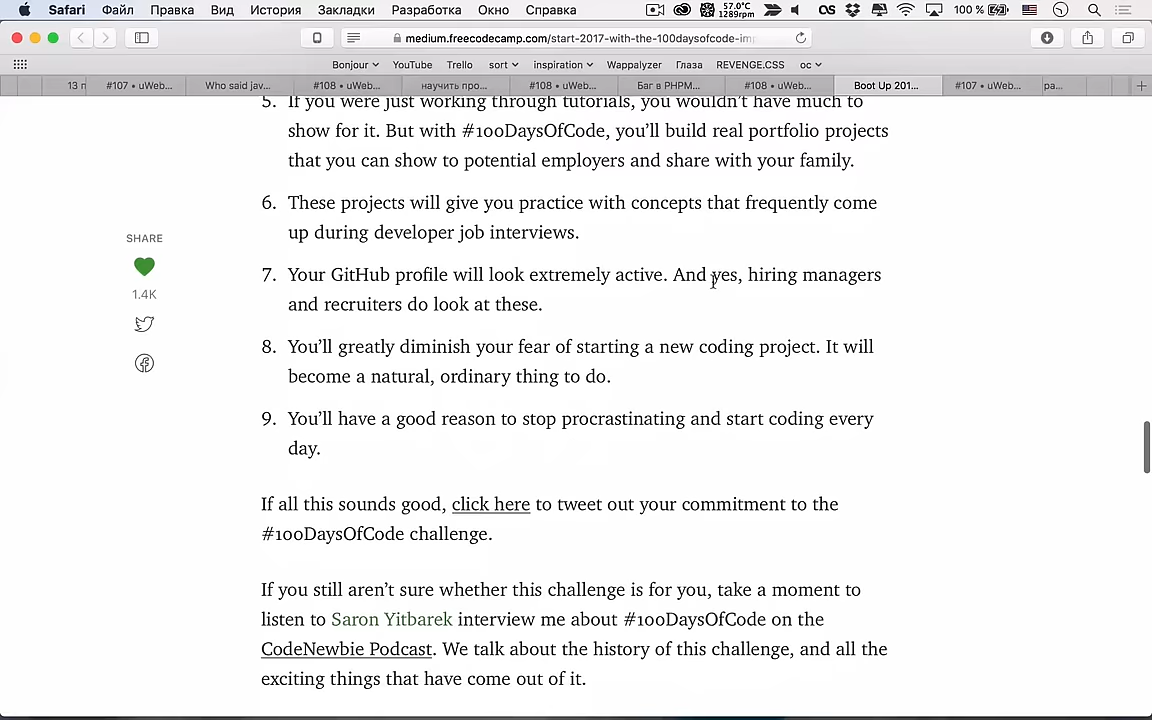 Safari Файл Правка Вид История Закладки Разработка Окно Справка 57.0°C 1289rpm 100 %
medium.freecodecamp.com/start-2017-with-the-100daysofcode-im
Bonjour YouTube Trello sort inspiration Wappalyzer Глаза REVENGE.CSS ос
13 п #107 • uWeb... Who said jav... #108 • uWeb... научить про... #108 • uWeb... Баг в PHPM... #108 • uWeb... Boot Up 201... #107 • uWeb... ра...
5. If you were just working through tutorials, you wouldn’t have much to
show for it. But with #100DaysOfCode, you’ll build real portfolio projects
that you can show to potential employers and share with your family.
6. These projects will give you practice with concepts that frequently come
up during developer job interviews.
SHARE
7. Your GitHub profile will look extremely active. And yes, hiring managers
1.4K
and recruiters do look at these.
8. You’ll greatly diminish your fear of starting a new coding project. It will
become a natural, ordinary thing to do.
9. You’ll have a good reason to stop procrastinating and start coding every
day.
If all this sounds good, click here to tweet out your commitment to the
#100DaysOfCode challenge.
If you still aren’t sure whether this challenge is for you, take a moment to
listen to Saron Yitbarek interview me about #100DaysOfCode on the
CodeNewbie Podcast. We talk about the history of this challenge, and all the
exciting things that have come out of it.